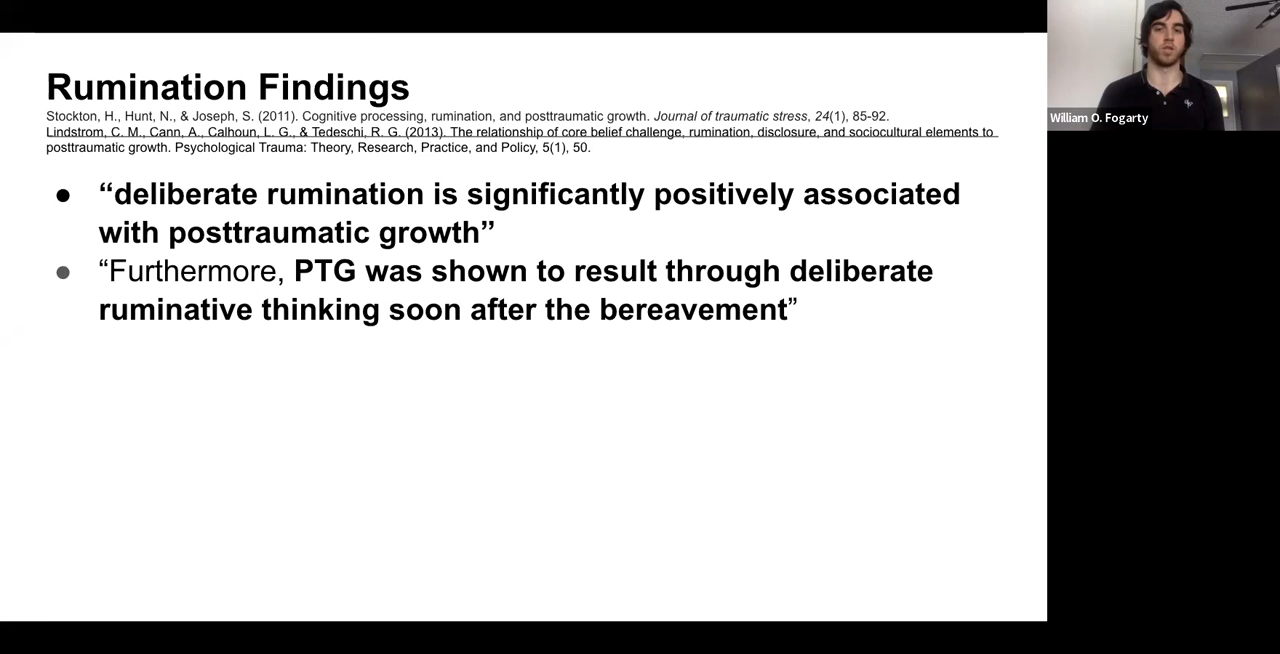 Rumination Findings
Stockton, H., Hunt, N., & Joseph, S. (2011). Cognitive processing, rumination, and posttraumatic growth. Journal of traumatic stress, 24(1), 85-92.
Lindstrom, C. M., Cann, A., Calhoun, L. G., & Tedeschi, R. G. (2013). The relationship of core belief challenge, rumination, disclosure, and sociocultural elements to
posttraumatic growth. Psychological Trauma: Theory, Research, Practice, and Policy, 5(1), 50.
● “deliberate rumination is significantly positively associated
with posttraumatic growth”
● “Furthermore, PTG was shown to result through deliberate
ruminative thinking soon after the bereavement”
William O. Fogarty